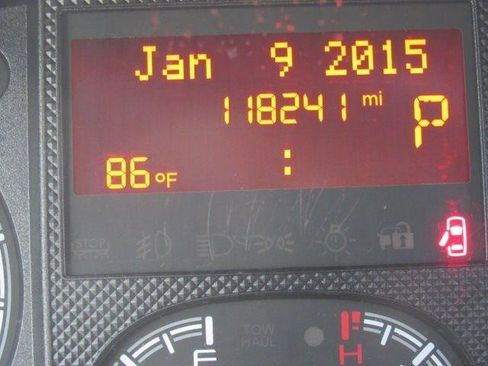 Jan 9 2015
118241 mi
P
86°F :
STOP
TOW
HAUL
F
H